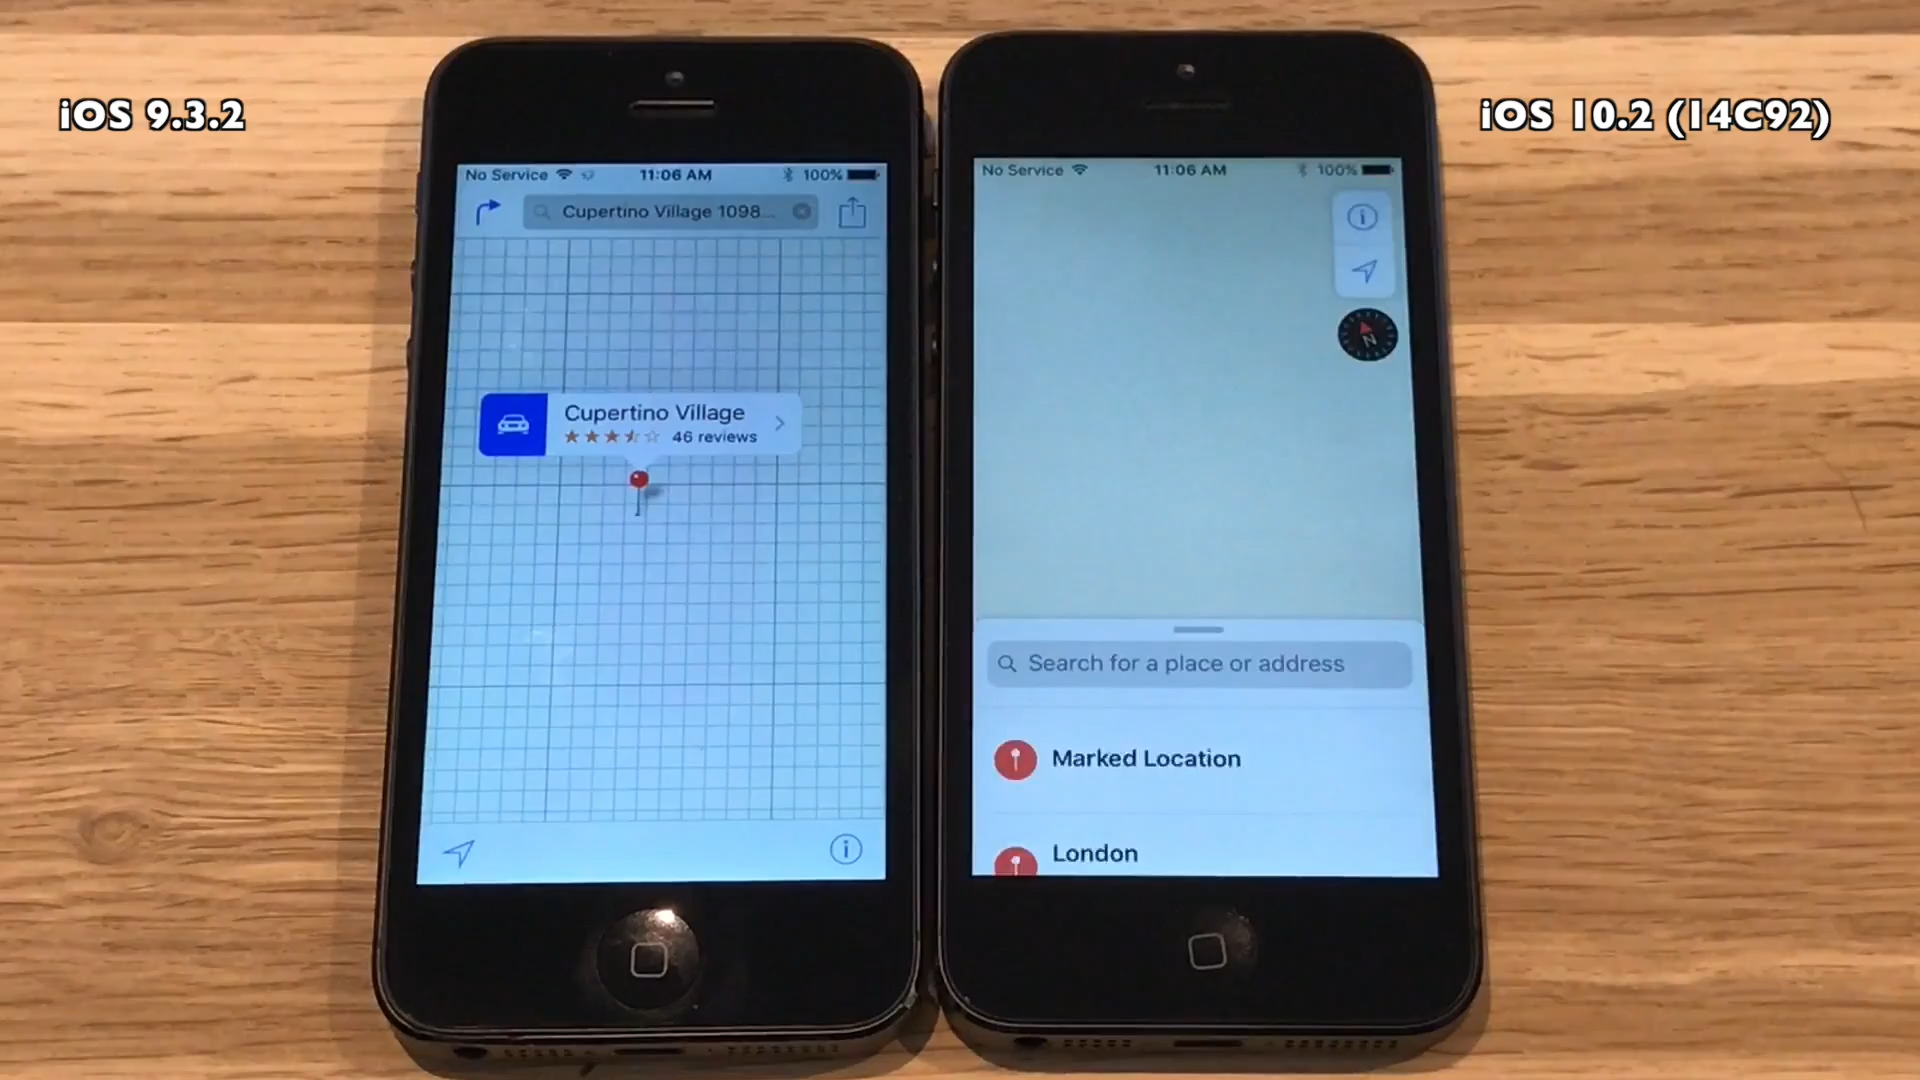 iOS 9.3.2
iOS 10.2 (14C92)
No Service 11:06 AM 100%
Cupertino Village 1098...
Cupertino Village
46 reviews
No Service 11:06 AM 100%
N
Search for a place or address
Marked Location
London